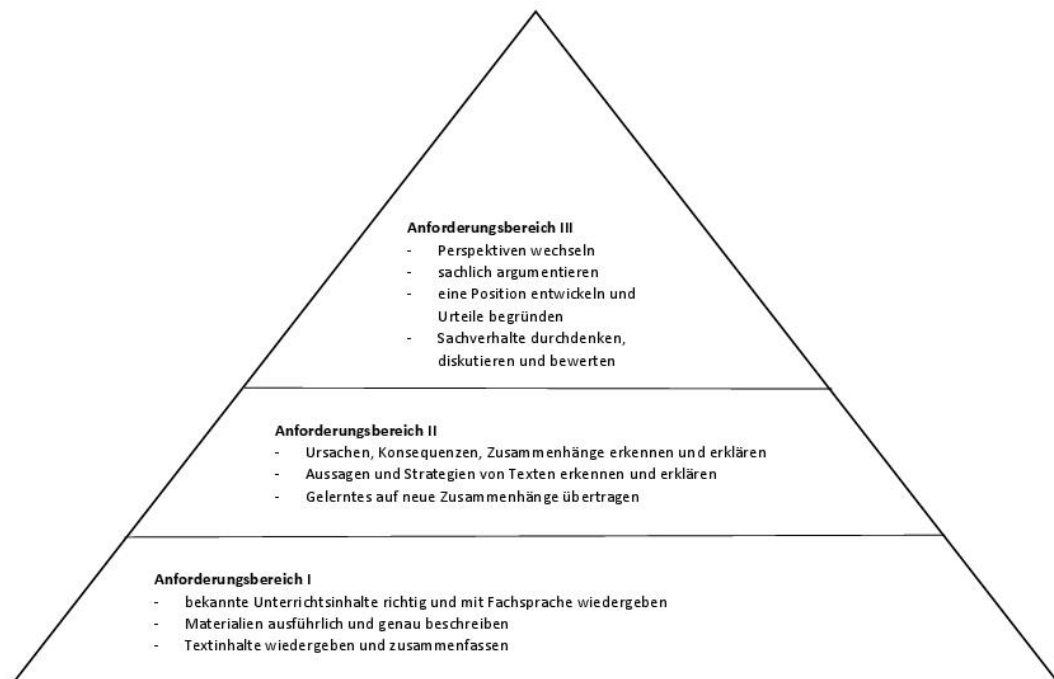 Anforderungsbereich III
- Perspektiven wechseln
- sachlich argumentieren
- eine Position entwickeln und
Urteile begründen
- Sachverhalte durchdenken,
diskutieren und bewerten
Anforderungsbereich II
- Ursachen, Konsequenzen, Zusammenhänge erkennen und erklären
- Aussagen und Strategien von Texten erkennen und erklären
- Gelerntes auf neue Zusammenhänge übertragen
Anforderungsbereich I
- bekannte Unterrichtsinhalte richtig und mit Fachsprache wiedergeben
- Materialien ausführlich und genau beschreiben
- Textinhalte wiedergeben und zusammenfassen